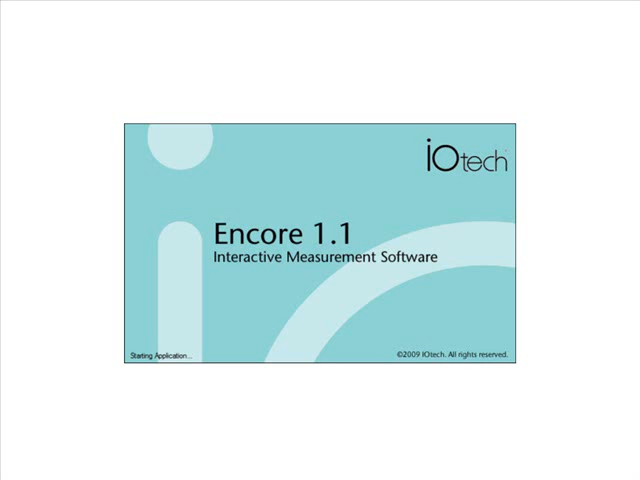 iOtech
Encore 1.1
Interactive Measurement Software
Starting Application...
©2009 IOtech. All rights reserved.